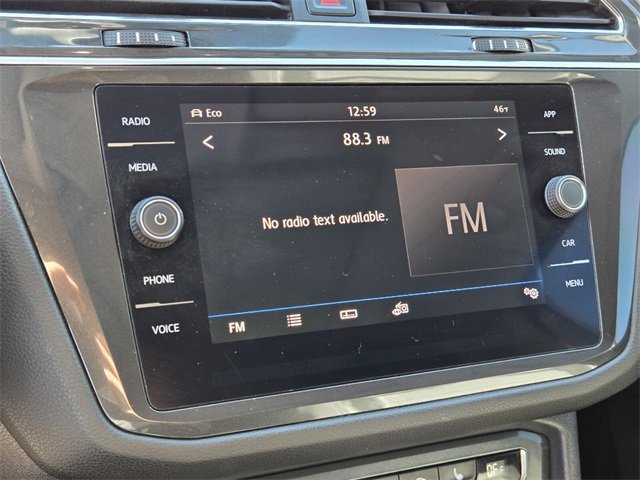 RADIO
MEDIA
PHONE
VOICE
Eco 12:59 46°F
< 88.3 FM >
No radio text available.
FM
FM
APP
SOUND
CAR
MENU
OFF